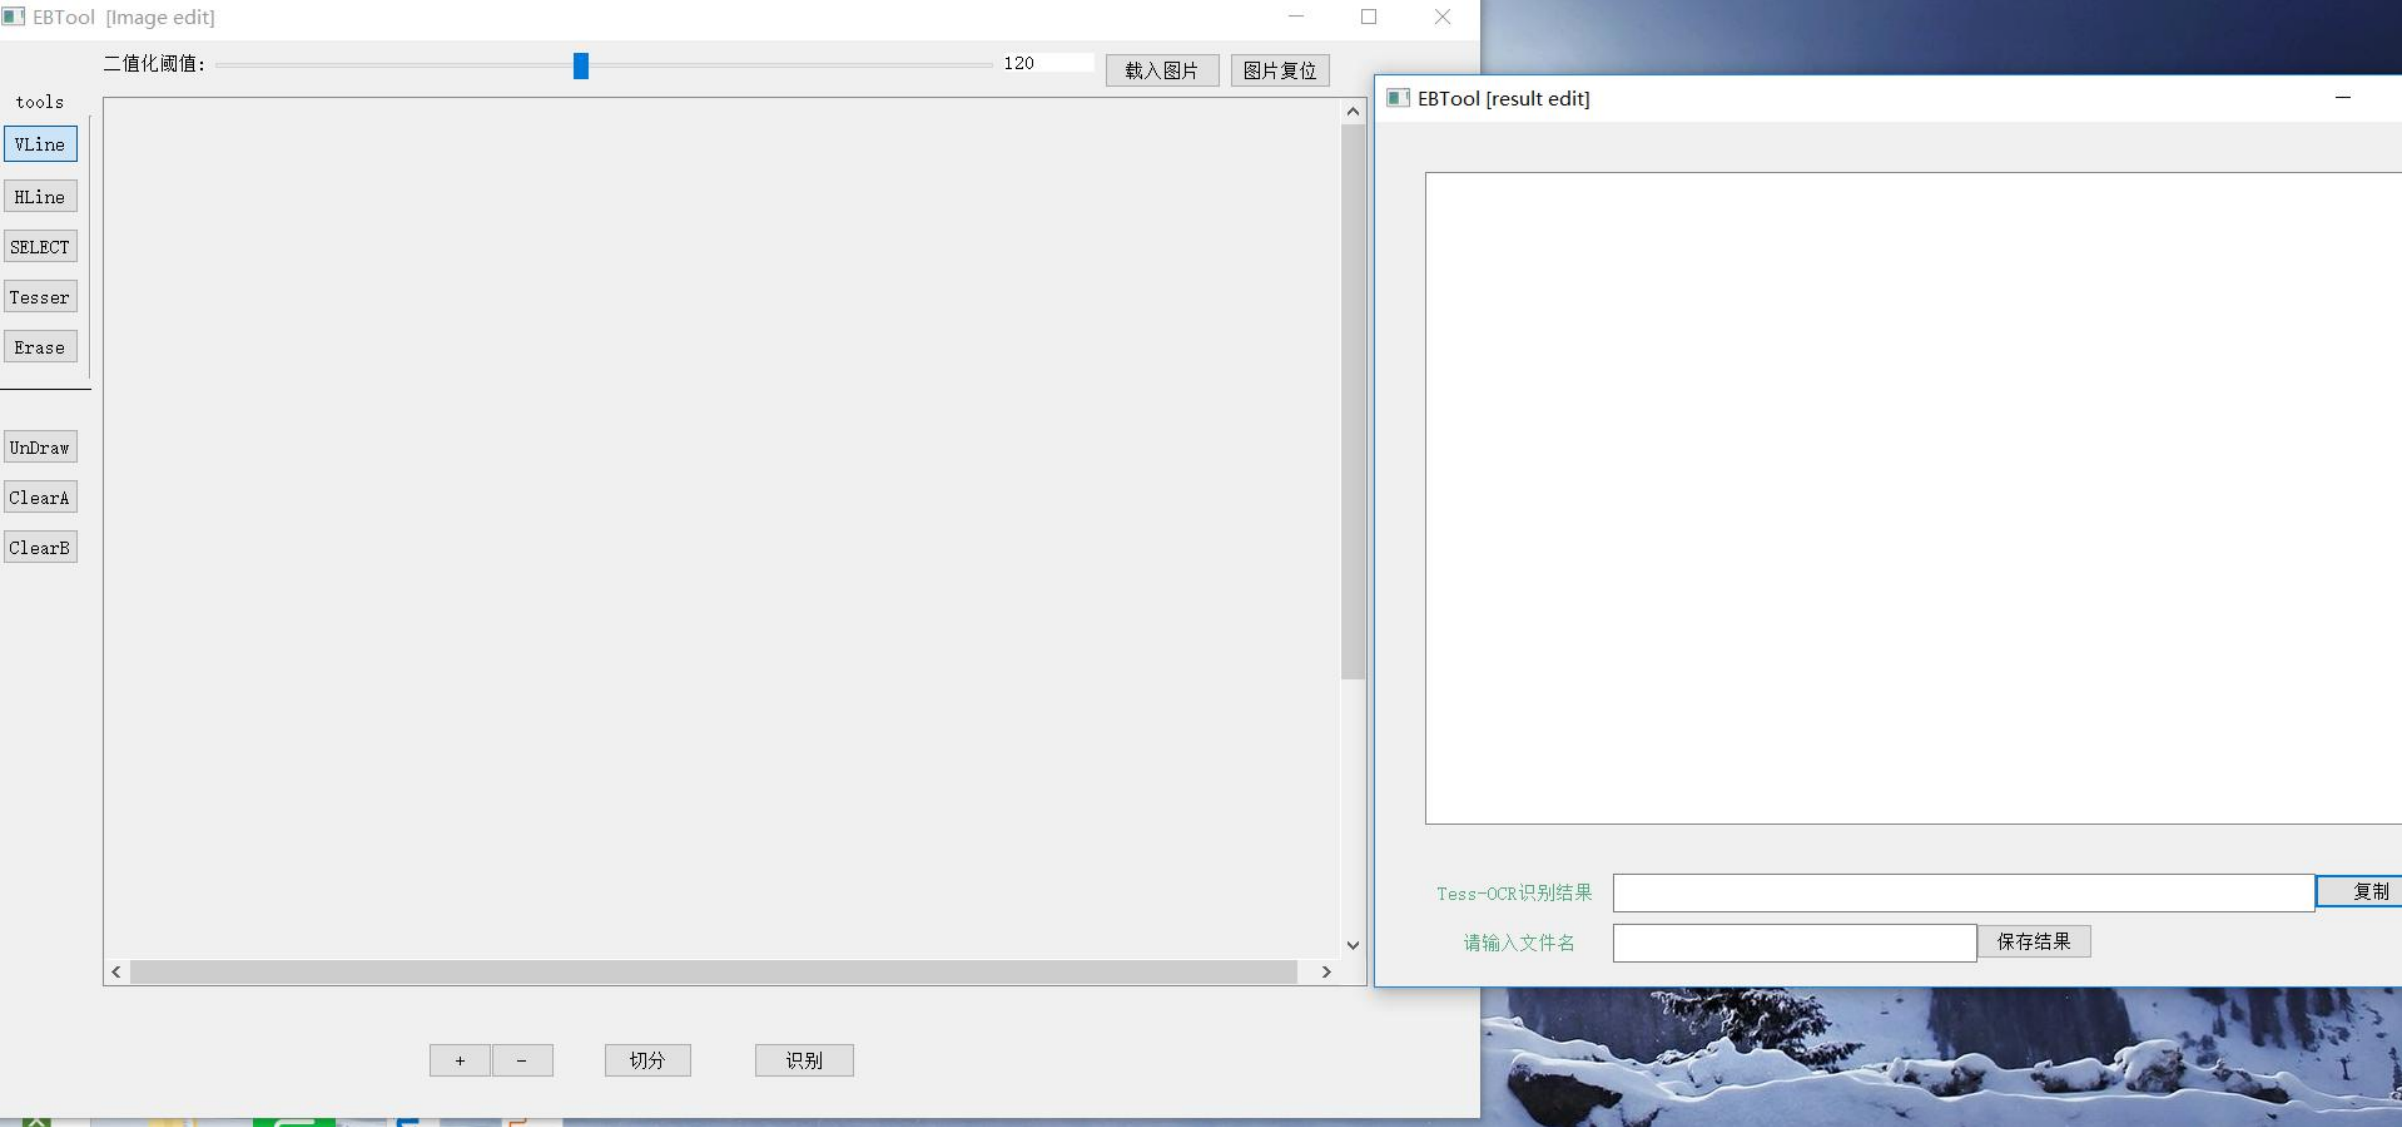 EBTool [Image edit]
二值化阈值:
120
载入图片
图片复位
tools
VLine
HLine
SELECT
Tesser
Erase
UnDraw
ClearA
ClearB
+
-
切分
识别
EBTool [result edit]
Tess-OCR识别结果
复制
请输入文件名
保存结果